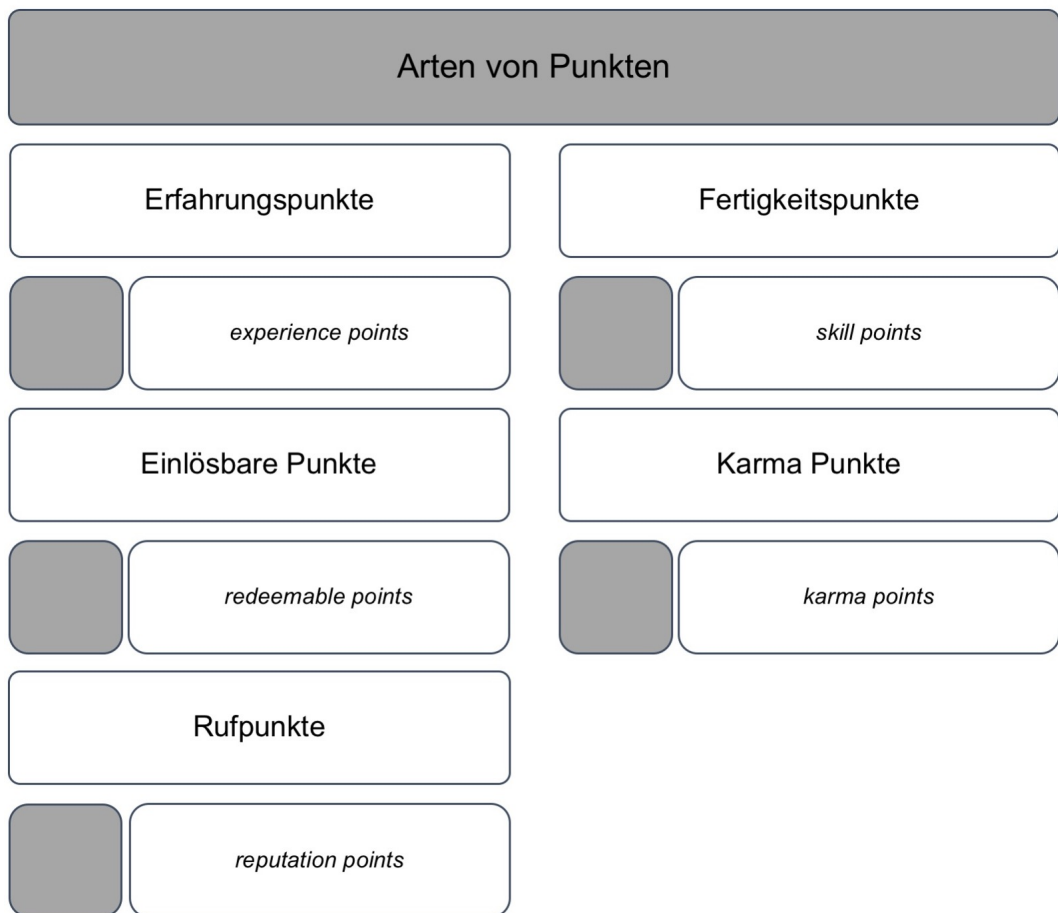 Arten von Punkten
Erfahrungspunkte
Fertigkeitspunkte
experience points
skill points
Einlösbare Punkte
Karma Punkte
redeemable points
karma points
Rufpunkte
reputation points